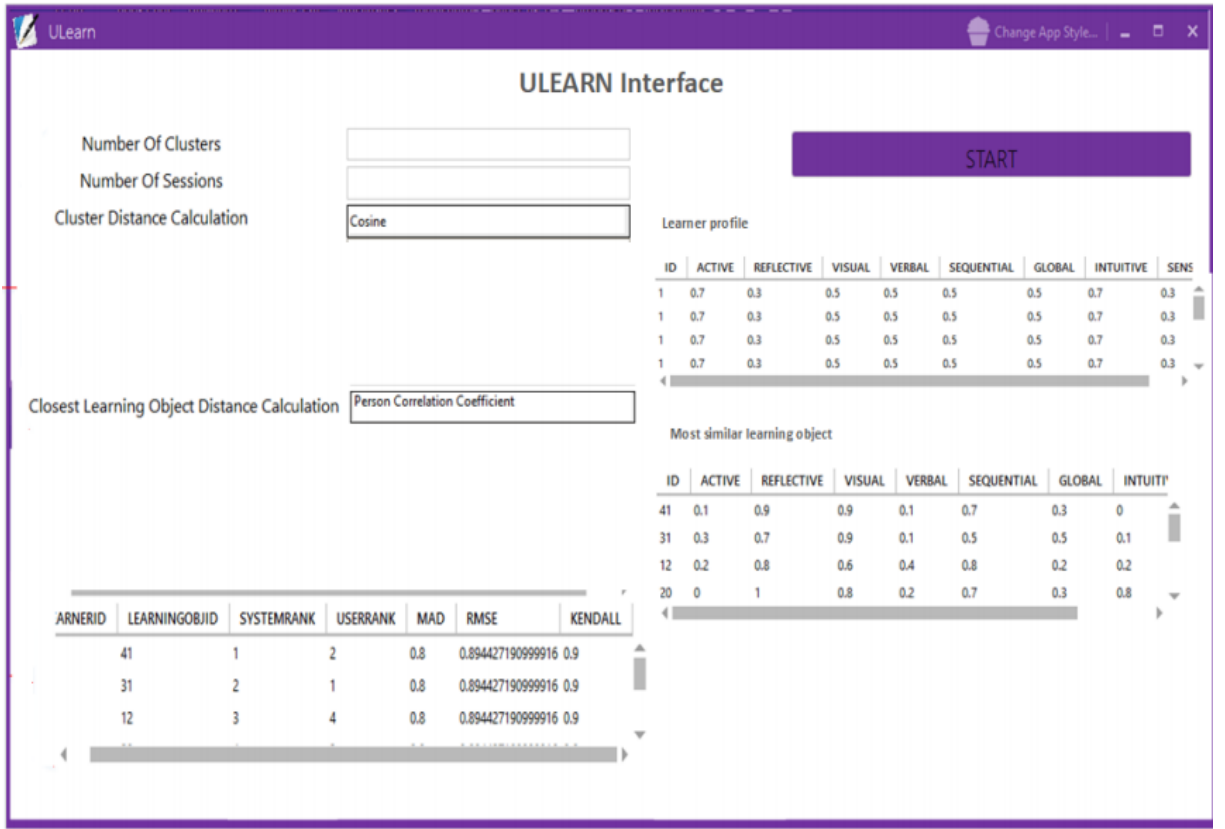 ULearn
Change App Style...
ULEARN Interface
Number Of Clusters
Number Of Sessions
Cluster Distance Calculation
Cosine
START
Learner profile
ID ACTIVE REFLECTIVE VISUAL VERBAL SEQUENTIAL GLOBAL INTUITIVE SENS
1 0.7 0.3 0.5 0.5 0.5 0.5 0.7 0.3
1 0.7 0.3 0.5 0.5 0.5 0.5 0.7 0.3
1 0.7 0.3 0.5 0.5 0.5 0.5 0.7 0.3
1 0.7 0.3 0.5 0.5 0.5 0.5 0.7 0.3
Closest Learning Object Distance Calculation
Person Correlation Coefficient
Most similar learning object
ID ACTIVE REFLECTIVE VISUAL VERBAL SEQUENTIAL GLOBAL INTUITI
41 0.1 0.9 0.9 0.1 0.7 0.3 0
31 0.3 0.7 0.9 0.1 0.5 0.5 0.1
12 0.2 0.8 0.6 0.4 0.8 0.2 0.2
20 0 1 0.8 0.2 0.7 0.3 0.8
ARNERID LEARNINGOBJID SYSTEMRANK USERRANK MAD RMSE KENDALL
41 1 2 0.8 0.894427190999916 0.9
31 2 1 0.8 0.894427190999916 0.9
12 3 4 0.8 0.894427190999916 0.9